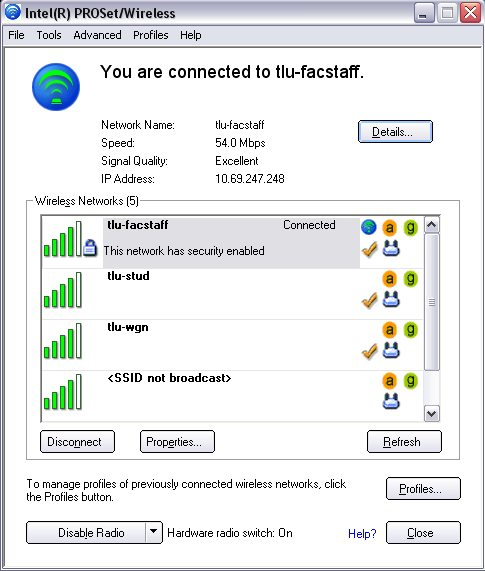 Intel(R) PROSet/Wireless
File Tools Advanced Profiles Help
You are connected to tlu-facstaff.
Network Name: tlu-facstaff
Details...
Speed: 54.0 Mbps
Signal Quality: Excellent
IP Address: 10.69.247.248
Wireless Networks (5)
tlu-facstaff Connected a g
This network has security enabled
tlu-stud a g
tlu-wgn a g
<SSID not broadcast> a g
Disconnect Properties... Refresh
To manage profiles of previously connected wireless networks, click
the Profiles button.
Profiles...
Disable Radio Hardware radio switch: On Help? Close